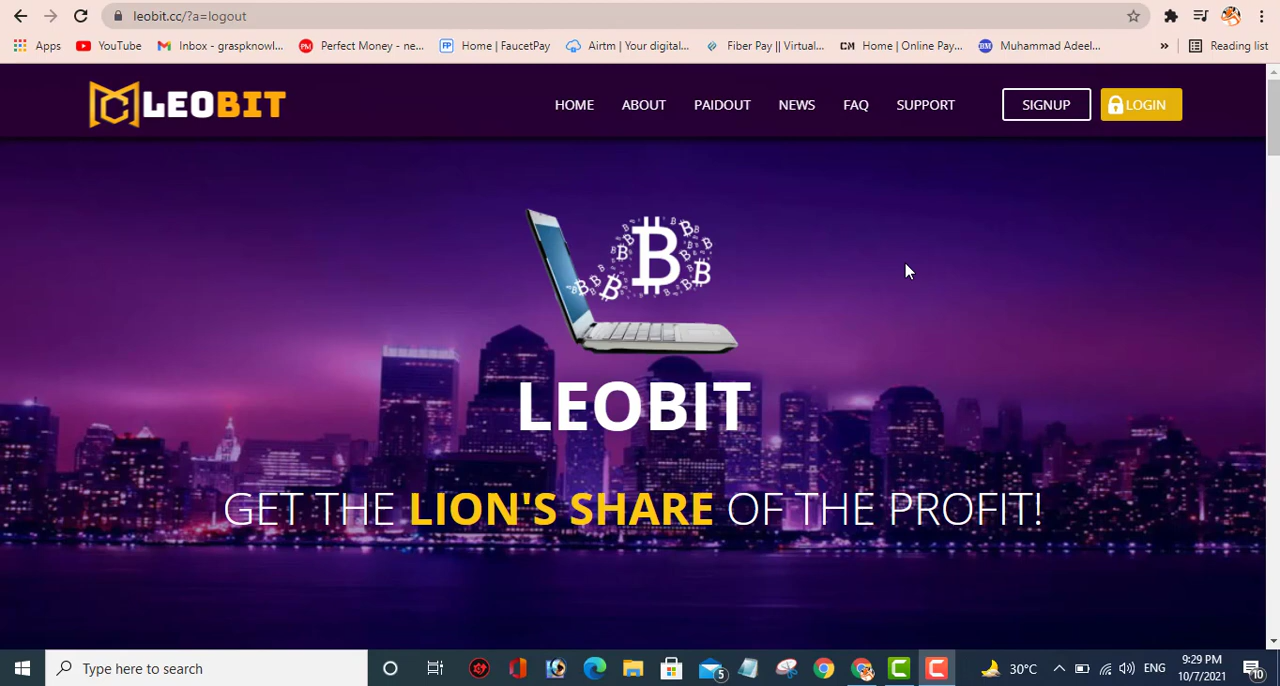 leobit.cc/?a=logout
Apps YouTube Inbox - graspknowl... Perfect Money - ne... Home | FaucetPay Airtm | Your digital... Fiber Pay || Virtual... Home | Online Pay... Muhammad Adeel... » Reading list
LEOBIT HOME ABOUT PAIDOUT NEWS FAQ SUPPORT SIGNUP LOGIN
LEOBIT
GET THE LION'S SHARE OF THE PROFIT!
Type here to search 5 30°C ENG 9:29 PM 10
10/7/2021